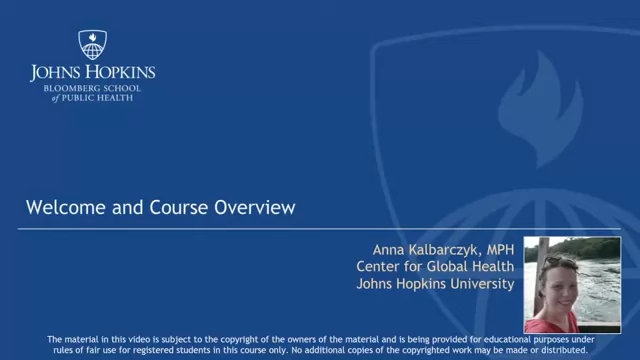 JOHNS HOPKINS
BLOOMBERG SCHOOL
of PUBLIC HEALTH
Welcome and Course Overview
Anna Kalbarczyk, MPH
Center for Global Health
Johns Hopkins University
The material in this video is subject to the copyright of the owners of the material and is being provided for educational purposes under
rules of fair use for registered students in this course only. No additional copies of the copyrighted work may be made or distributed.